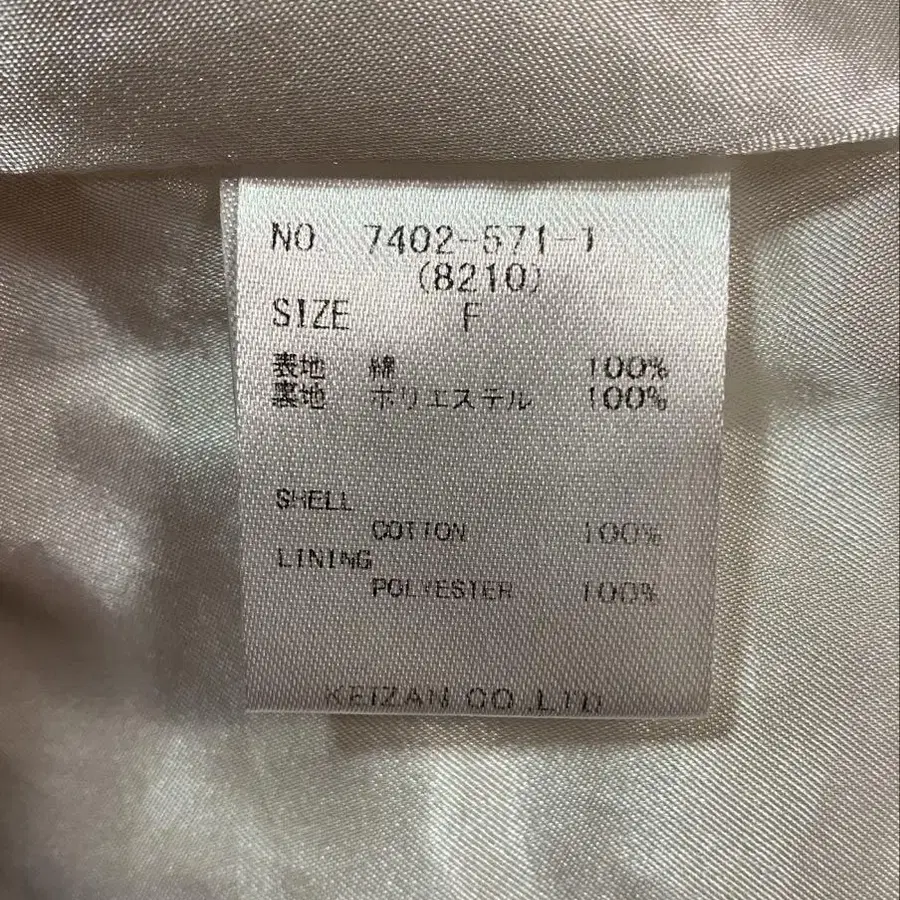 NO 7402-571-1
(8210)
SIZE F
表地 綿 100%
裏地 ポリエステル 100%
SHELL
COTTON 100%
LINING
POLYESTER 100%
KEIZAN CO.,LTD